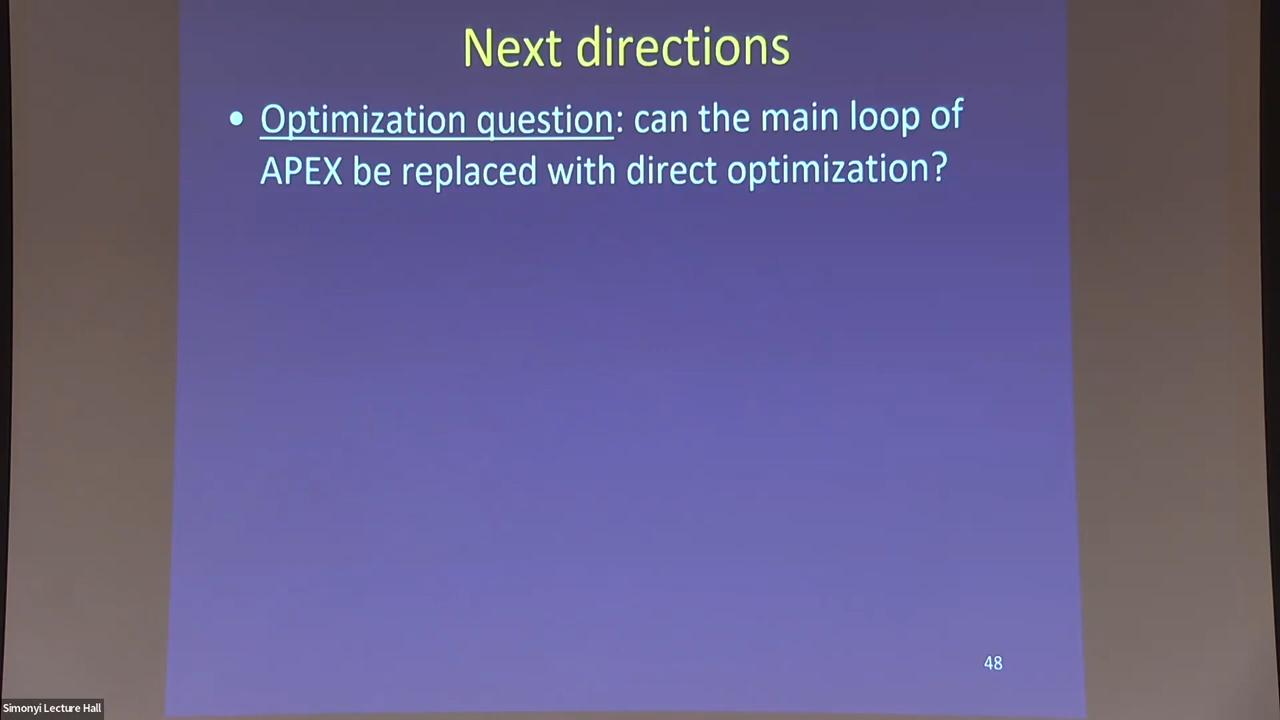 Next directions
• Optimization question: can the main loop of
APEX be replaced with direct optimization?
48
Simonyi Lecture Hall